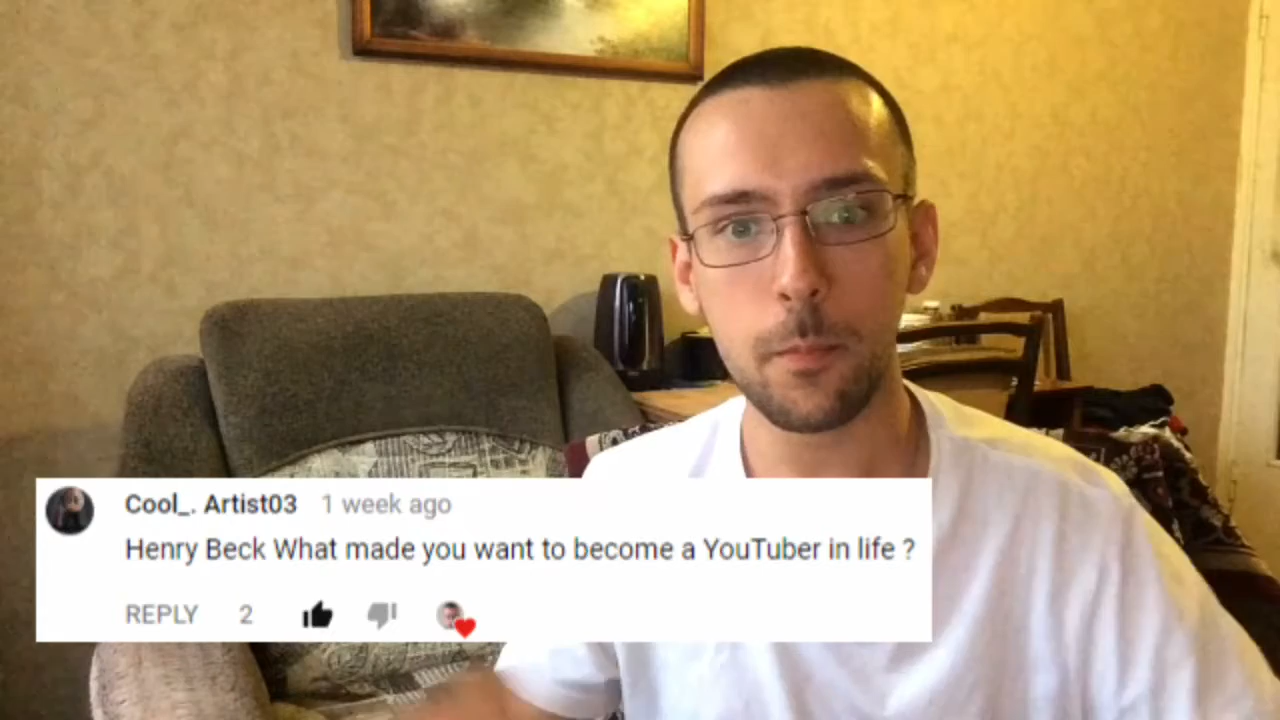 Cool_. Artist03 1 week ago
Henry Beck What made you want to become a YouTuber in life ?
REPLY 2